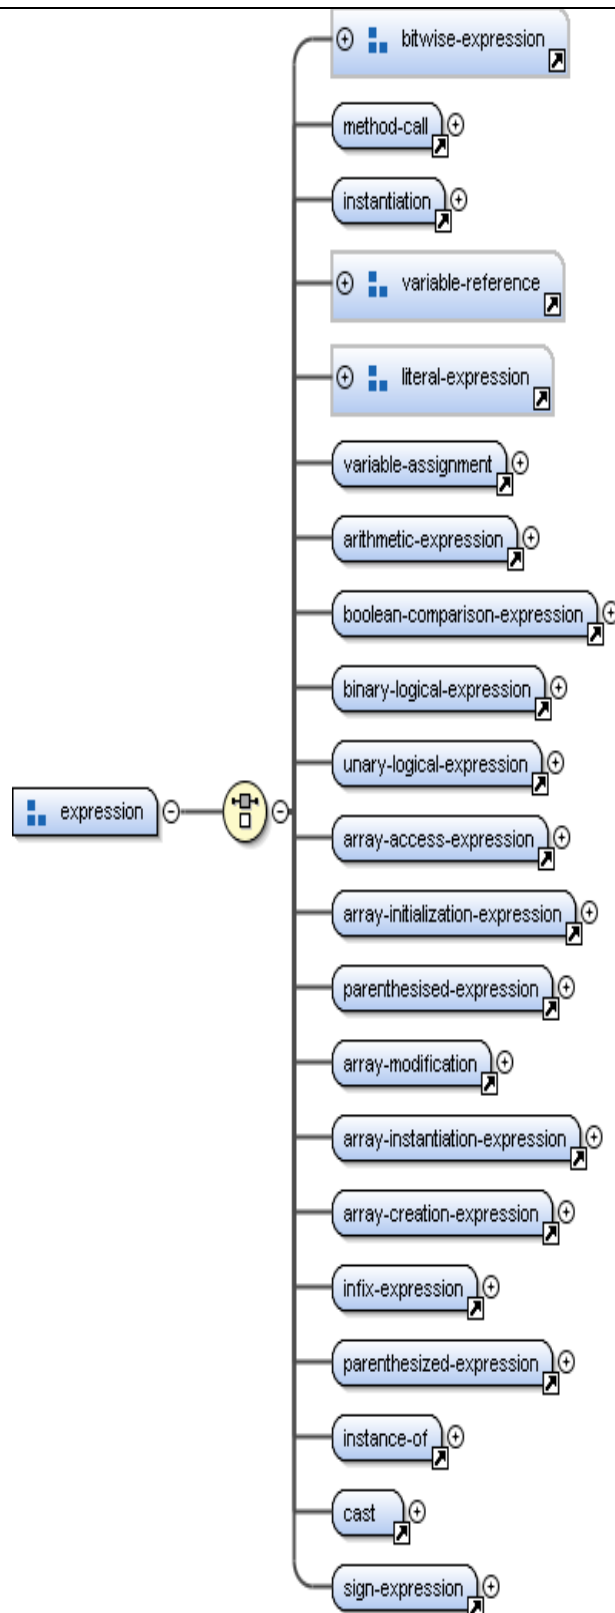 bitwise-expression
method-call
instantiation
variable-reference
literal-expression
variable-assignment
arithmetic-expression
boolean-comparison-expression
binary-logical-expression
unary-logical-expression
expression
array-access-expression
array-initialization-expression
parenthesised-expression
array-modification
array-instantiation-expression
array-creation-expression
infix-expression
parenthesized-expression
instance-of
cast
sign-expression